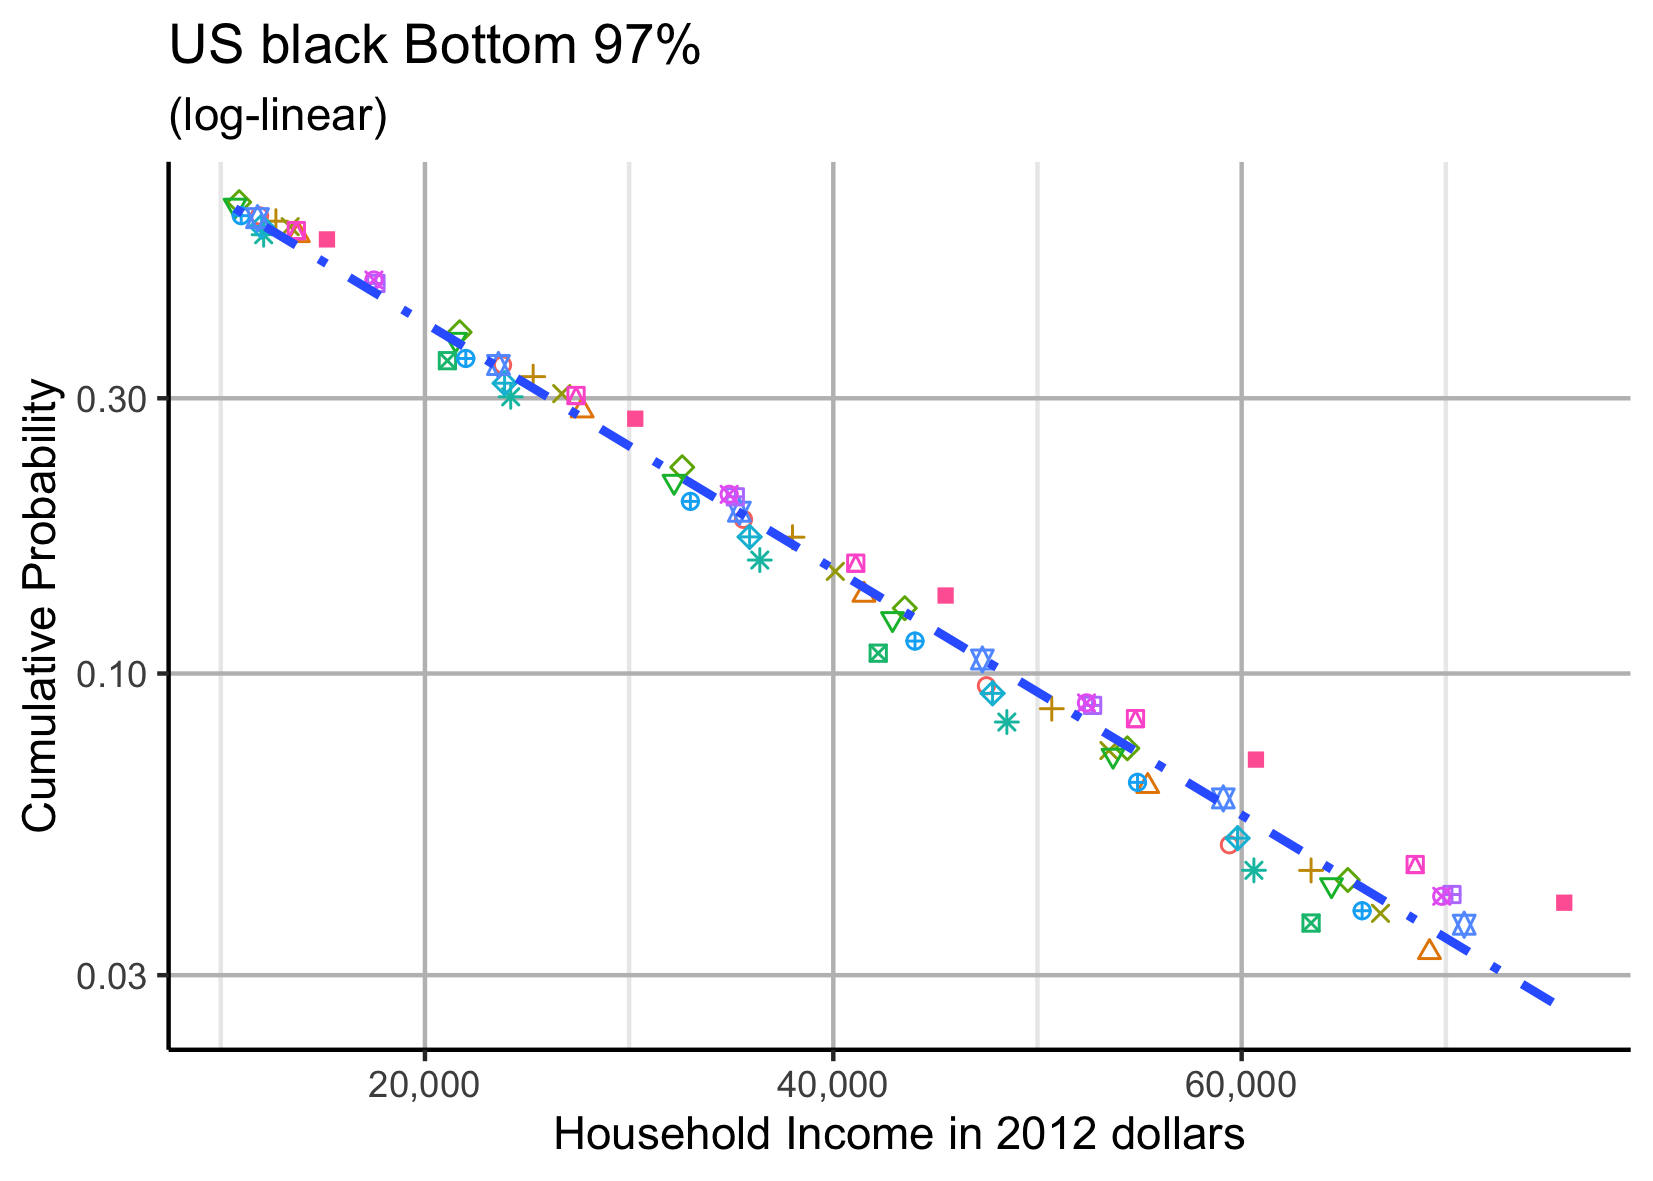 US black Bottom 97%
(log-linear)
Cumulative Probability
0.30
0.10
0.03
20,000
40,000
60,000
Household Income in 2012 dollars